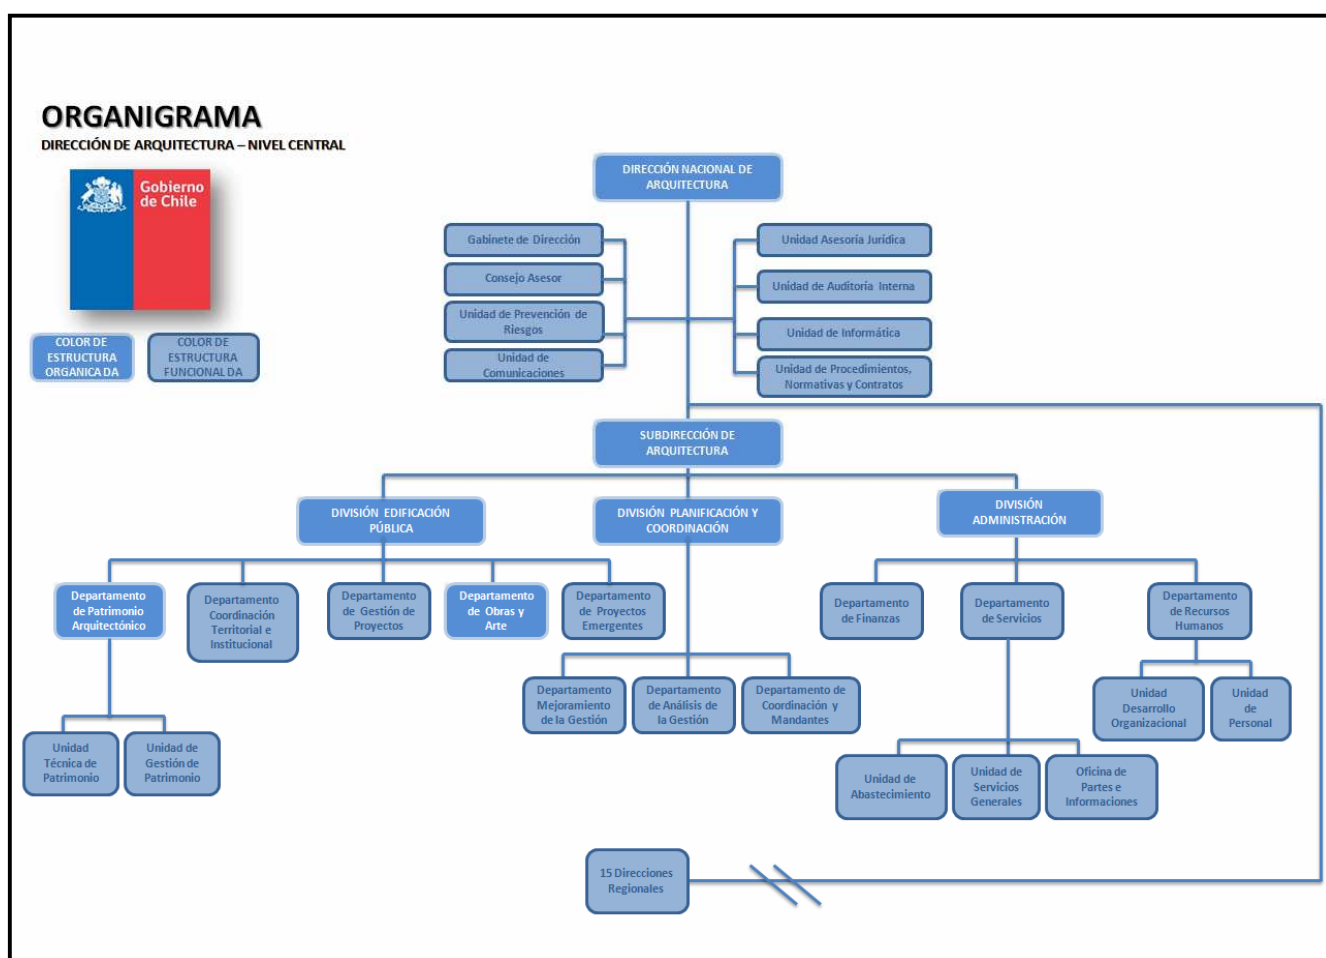 ORGANIGRAMA
DIRECCIÓN DE ARQUITECTURA – NIVEL CENTRAL
Gobierno
de Chile
COLOR DE
ESTRUCTURA
ORGANICA DA
COLOR DE
ESTRUCTURA
FUNCIONAL DA
DIRECCIÓN NACIONAL DE
ARQUITECTURA
Gabinete de Dirección
Consejo Asesor
Unidad de Prevención de
Riesgos
Unidad de
Comunicaciones
Unidad Asesoría Jurídica
Unidad de Auditoría Interna
Unidad de Informática
Unidad de Procedimientos,
Normativas y Contratos
SUBDIRECCIÓN DE
ARQUITECTURA
DIVISIÓN EDIFICACIÓN
PÚBLICA
DIVISIÓN PLANIFICACIÓN Y
COORDINACIÓN
DIVISIÓN
ADMINISTRACIÓN
Departamento
de Patrimonio
Arquitectónico
Departamento
Coordinación
Territorial e
Institucional
Departamento
de Gestión de
Proyectos
Departamento
de Obras y
Arte
Departamento
de Proyectos
Emergentes
Departamento
de Finanzas
Departamento
de Servicios
Departamento
de Recursos
Humanos
Departamento
Mejoramiento
de la Gestión
Departamento
de Análisis de
la Gestión
Departamento de
Coordinación y
Mandantes
Unidad
Desarrollo
Organizacional
Unidad
de
Personal
Unidad
Técnica de
Patrimonio
Unidad de
Gestión de
Patrimonio
Unidad de
Abastecimiento
Unidad de
Servicios
Generales
Oficina de
Partes e
Informaciones
15 Direcciones
Regionales